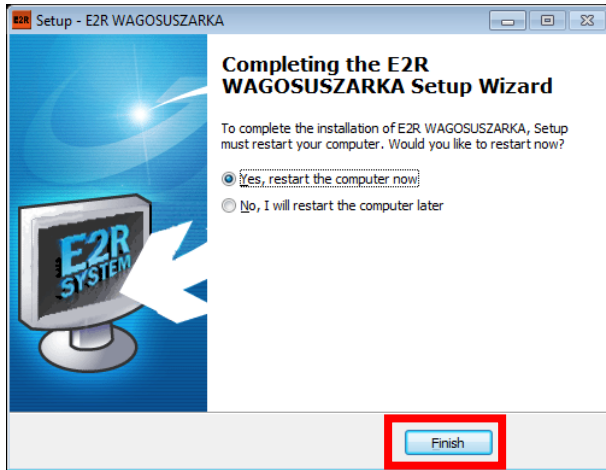 E2R Setup - E2R WAGOSUSZARKA
Completing the E2R
WAGOSUSZARKA Setup Wizard
To complete the installation of E2R WAGOSUSZARKA, Setup
must restart your computer. Would you like to restart now?
Yes, restart the computer now
No, I will restart the computer later
E2R
SYSTEM
Finish